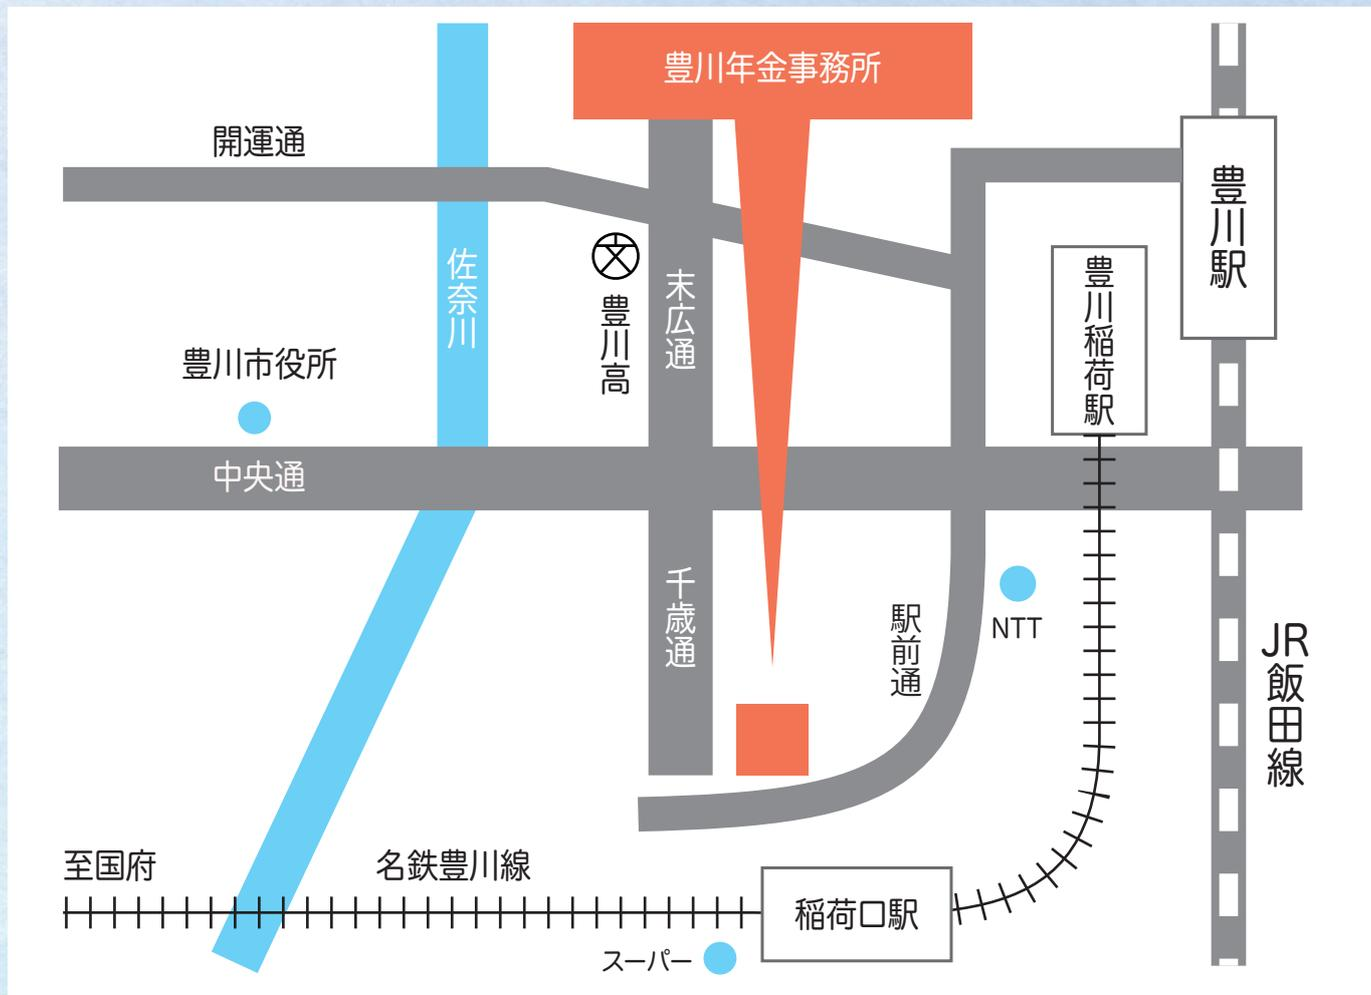 豊川年金事務所
開運通
豊川駅
佐奈川
末広通
豊川稲荷駅
豊川高
豊川市役所
中央通
千歳通
駅前通
NTT
JR飯田線
至国府
名鉄豊川線
稲荷口駅
スーパー